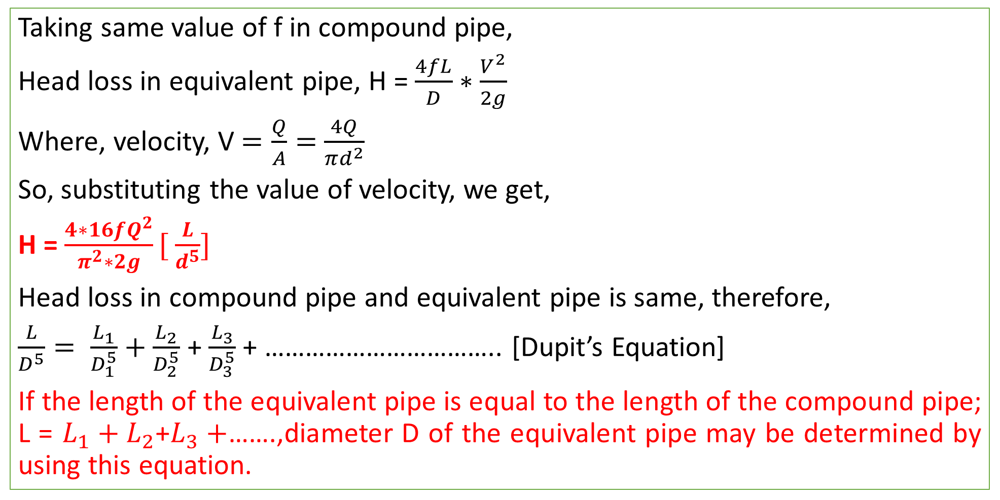 Taking same value of f in compound pipe,
Head loss in equivalent pipe, H = \frac{4fL}{D} * \frac{V^2}{2g}
Where, velocity, V = \frac{Q}{A} = \frac{4Q}{πd^2}
So, substituting the value of velocity, we get,
H = \frac{4*16fQ^2}{π^2*2g} [ \frac{L}{d^5} ]
Head loss in compound pipe and equivalent pipe is same, therefore,
\frac{L}{D^5} = \frac{L_1}{D_1^5} + \frac{L_2}{D_2^5} + \frac{L_3}{D_3^5} + ……………………………….. [Dupit’s Equation]
If the length of the equivalent pipe is equal to the length of the compound pipe;
L = L_1 + L_2+L_3 +…….,diameter D of the equivalent pipe may be determined by
using this equation.